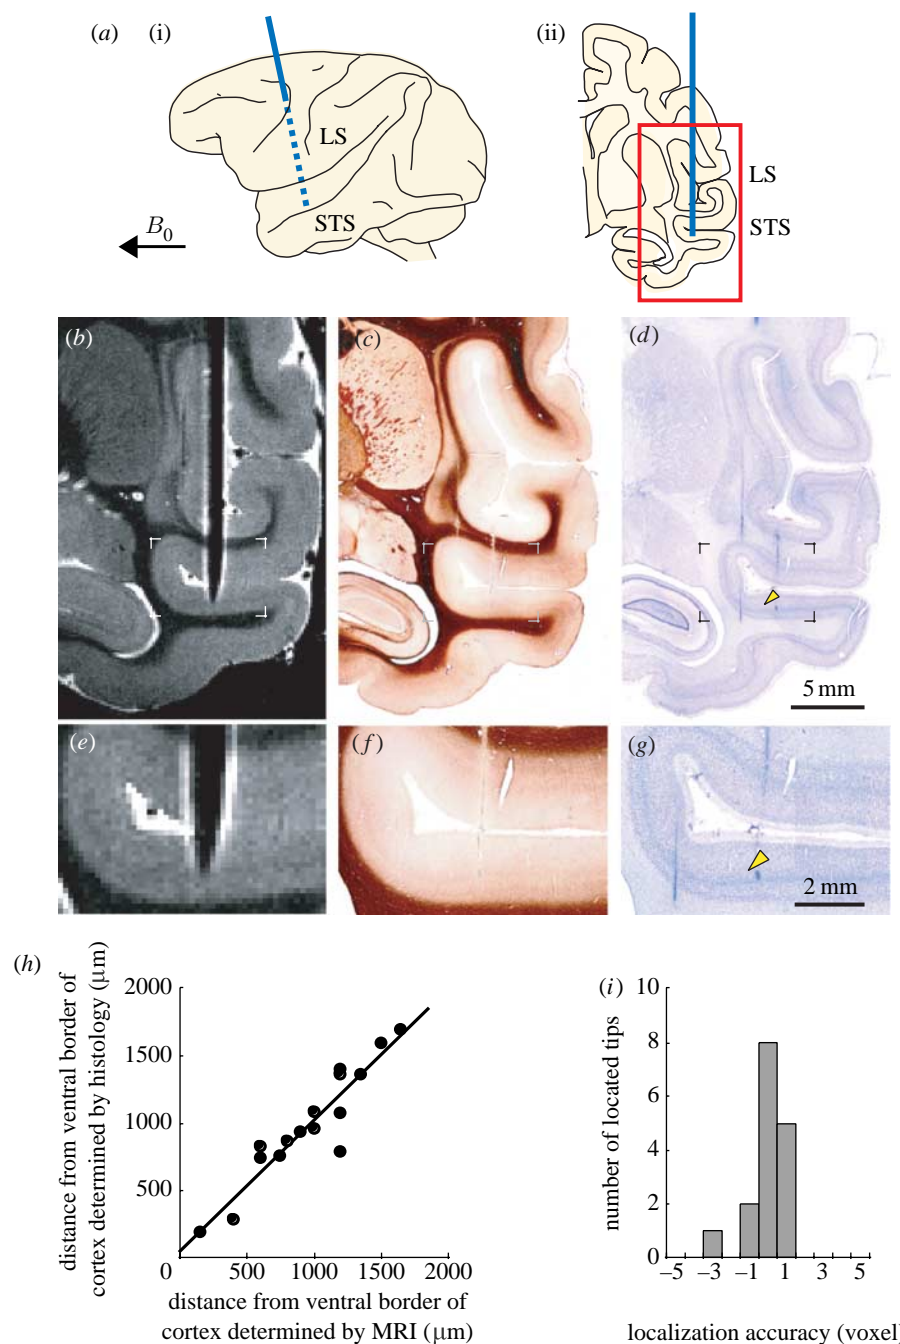 (a) (i)
(ii)
LS
STS
B0
LS
STS
(b)
(c)
(d)
5 mm
(e)
(f)
(g)
2 mm
(h)
distance from ventral border of
cortex determined by histology (μm)
2000
1500
1000
500
0 500 1000 1500 2000
distance from ventral border of
cortex determined by MRI (μm)
(i)
number of located tips
10
8
6
4
2
0
−5 −3 −1 1 3 5
localization accuracy (voxel)